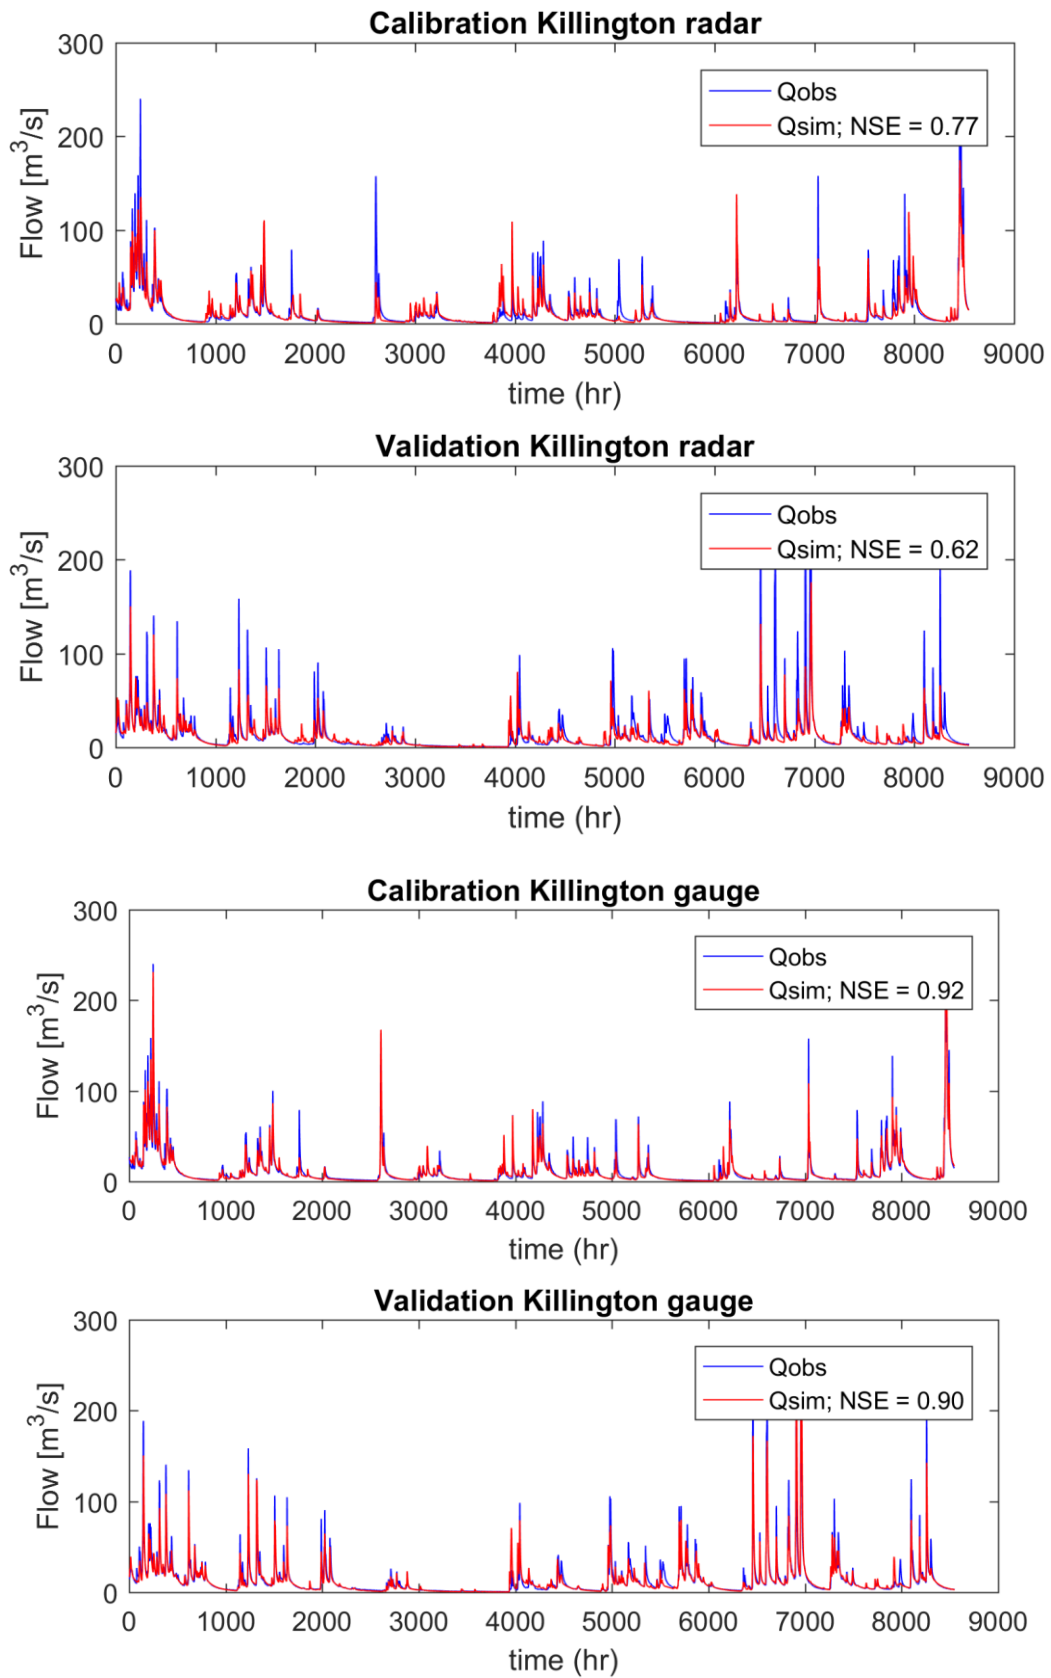 Calibration Killington radar
300
200
100
0
Flow [m³/s]
Qobs
Qsim; NSE = 0.77
0 1000 2000 3000 4000 5000 6000 7000 8000 9000
time (hr)
Validation Killington radar
300
200
100
0
Flow [m³/s]
Qobs
Qsim; NSE = 0.62
0 1000 2000 3000 4000 5000 6000 7000 8000 9000
time (hr)
Calibration Killington gauge
300
200
100
0
Flow [m³/s]
Qobs
Qsim; NSE = 0.92
0 1000 2000 3000 4000 5000 6000 7000 8000 9000
time (hr)
Validation Killington gauge
300
200
100
0
Flow [m³/s]
Qobs
Qsim; NSE = 0.90
0 1000 2000 3000 4000 5000 6000 7000 8000 9000
time (hr)